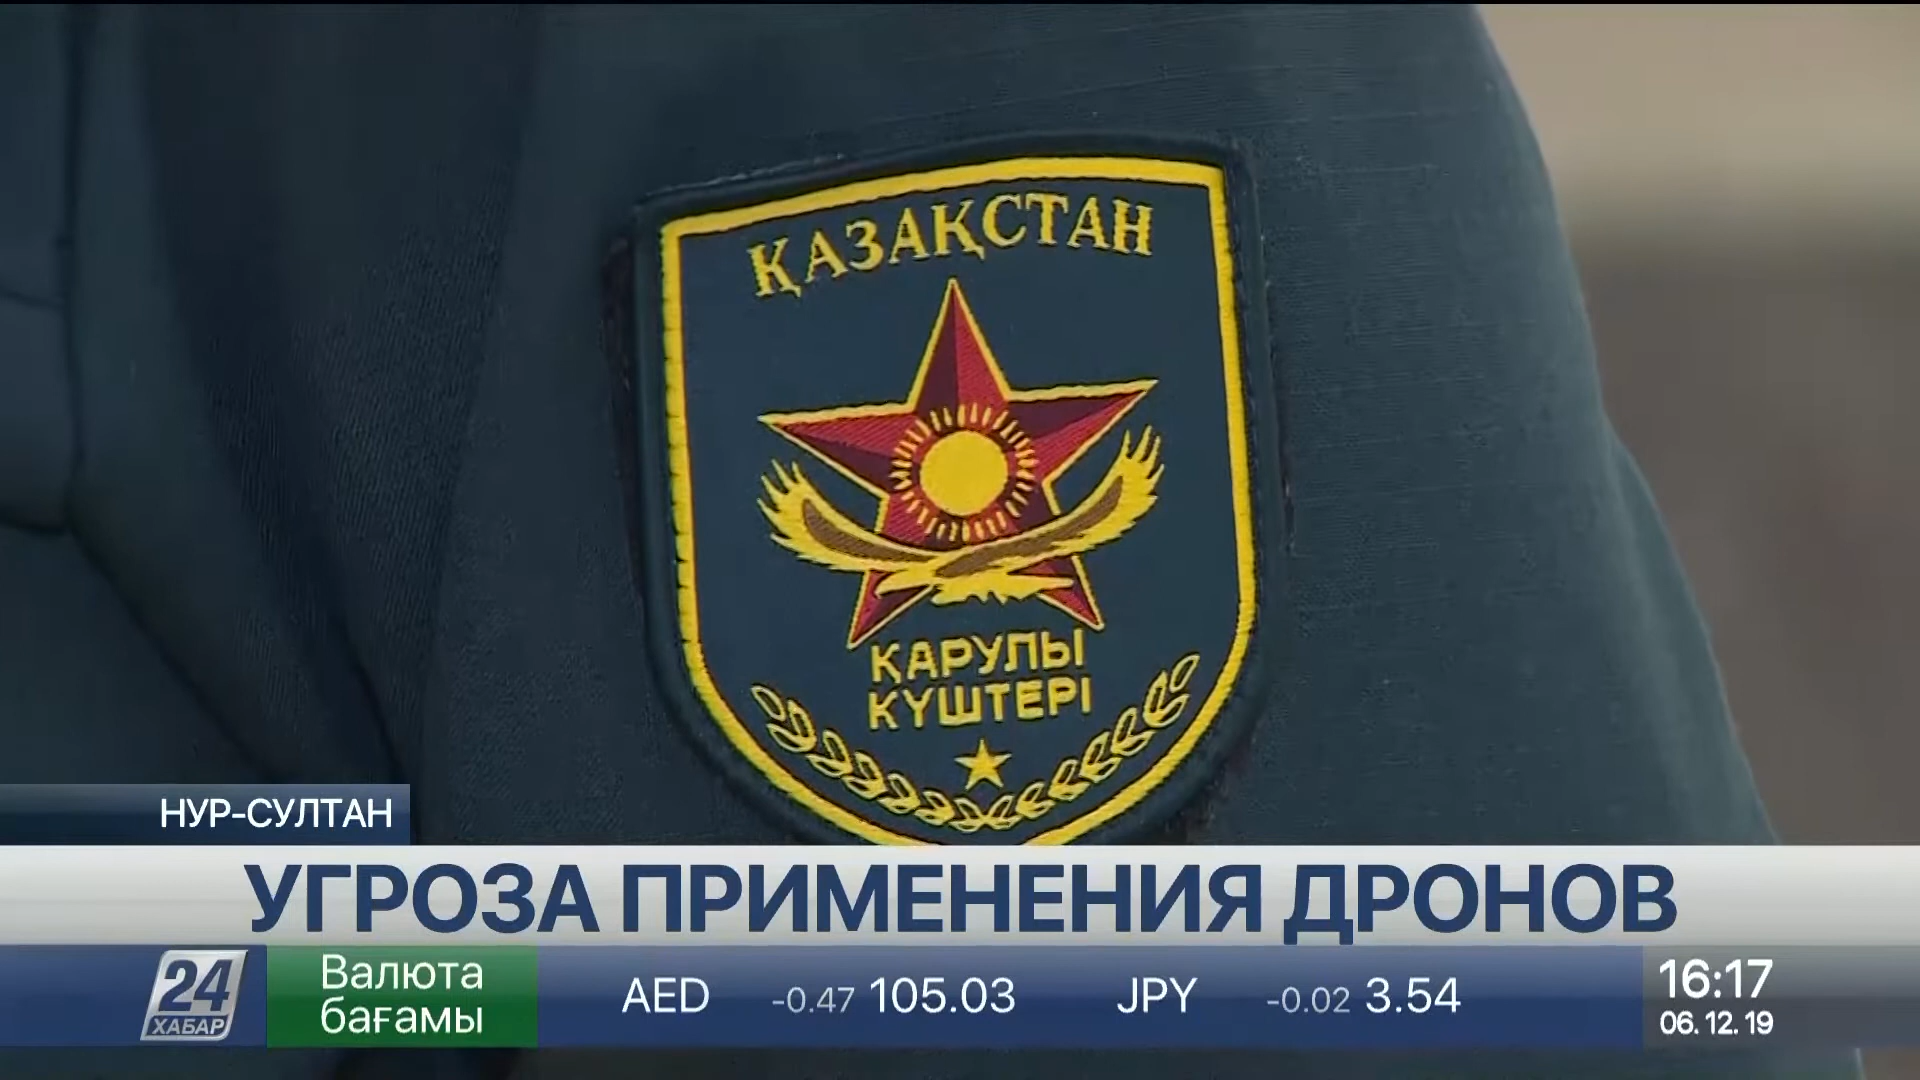 ҚАЗАҚСТАН
ҚАРУЛЫ
КҮШТЕРІ
НУР-СУЛТАН
УГРОЗА ПРИМЕНЕНИЯ ДРОНОВ
24
ХАБАР
Валюта
бағамы
AED -0.47 105.03 JPY -0.02 3.54
16:17
06.12.19